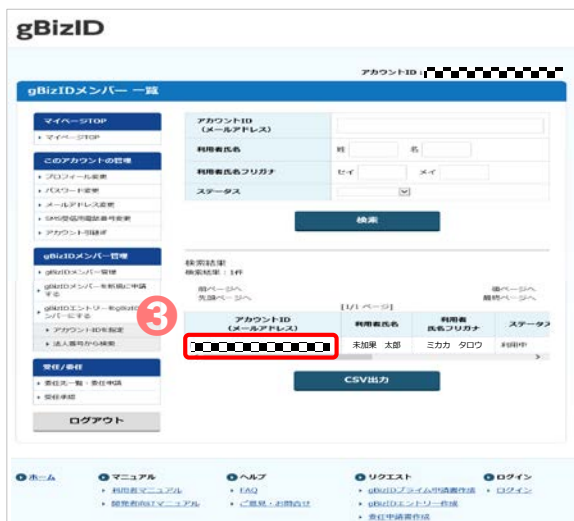 gBizID
アカウントID：
gBizIDメンバー 一覧
マイページTOP
マイページTOP
このアカウントの管理
プロフィール変更
パスワード変更
メールアドレス変更
SMS受信用電話番号変更
アカウント引継ぎ
gBizIDメンバー管理
gBizIDメンバー管理
gBizIDメンバーを新規に申請
する
gBizIDエントリーをgBizIDメ
ンバーにする
アカウントIDを指定
法人番号から検索
受任/委任
委任先一覧・委任申請
受任承認
ログアウト
アカウントID
（メールアドレス）
利用者氏名
姓 名
利用者氏名フリガナ
セイ メイ
ステータス
検索
検索結果
検索結果：1件
前ページへ 後ページへ
先頭ページへ 最終ページへ
[1/1 ページ]
アカウントID
（メールアドレス）
利用者氏名
利用者
氏名フリガナ
ステータス
3
未加果 太郎 ミカカ タロウ 利用中
CSV出力
ホーム
マニュアル
利用者マニュアル
開発者向けマニュアル
ヘルプ
FAQ
ご意見・お問合せ
リクエスト
gBizIDプライム申請書作成
gBizIDエントリー作成
委任申請書作成
ログイン
ログイン